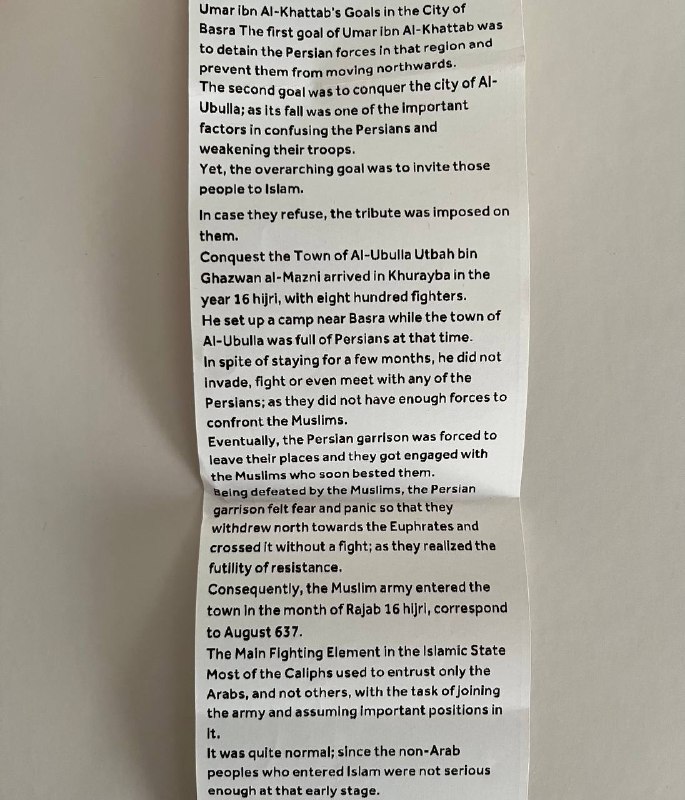 Umar ibn Al-Khattab's Goals in the City of
Basra The first goal of Umar ibn Al-Khattab was
to detain the Persian forces in that region and
prevent them from moving northwards.
The second goal was to conquer the city of Al-
Ubulla; as its fall was one of the important
factors in confusing the Persians and
weakening their troops.
Yet, the overarching goal was to invite those
people to Islam.
In case they refuse, the tribute was imposed on
them.
Conquest the Town of Al-Ubulla Utbah bin
Ghazwan al-Mazni arrived in Khurayba in the
year 16 hijri, with eight hundred fighters.
He set up a camp near Basra while the town of
Al-Ubulla was full of Persians at that time.
In spite of staying for a few months, he did not
invade, fight or even meet with any of the
Persians; as they did not have enough forces to
confront the Muslims.
Eventually, the Persian garrison was forced to
leave their places and they got engaged with
the Muslims who soon bested them.
Being defeated by the Muslims, the Persian
garrison felt fear and panic so that they
withdrew north towards the Euphrates and
crossed it without a fight; as they realized the
futility of resistance.
Consequently, the Muslim army entered the
town in the month of Rajab 16 hijri, correspond
to August 637.
The Main Fighting Element in the Islamic State
Most of the Caliphs used to entrust only the
Arabs, and not others, with the task of joining
the army and assuming important positions in
it.
It was quite normal; since the non-Arab
peoples who entered Islam were not serious
enough at that early stage.